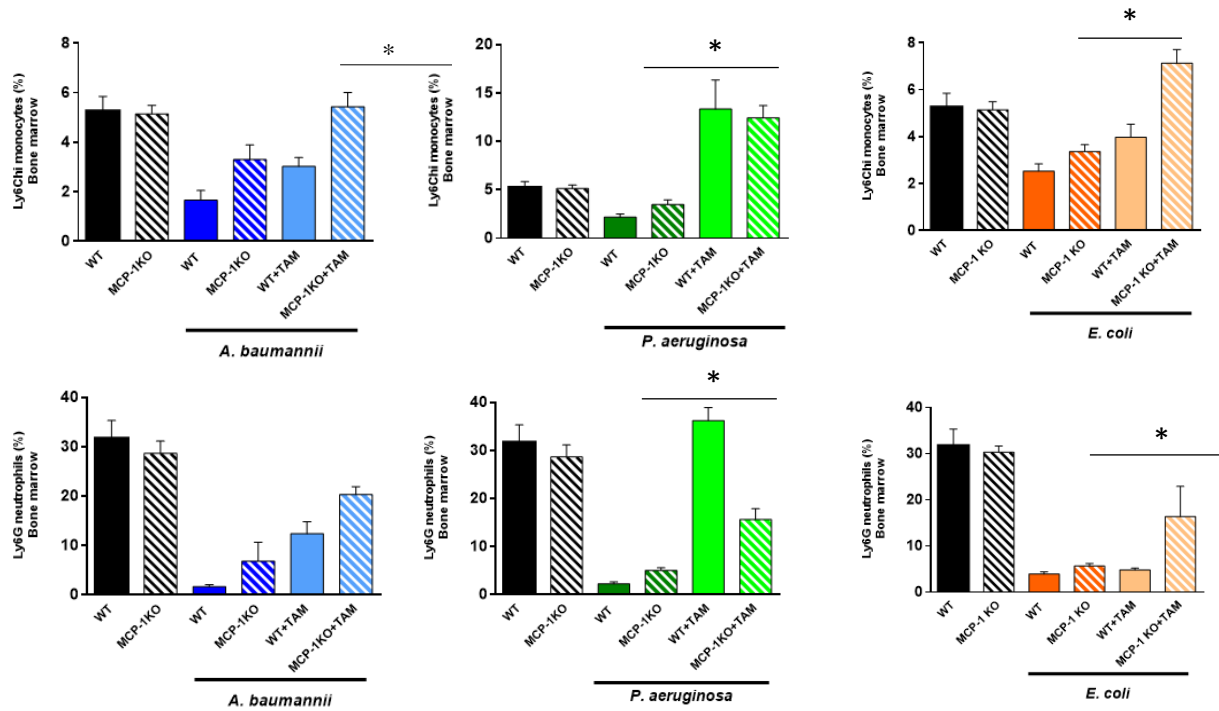 *
Ly6Chi monocytes (%)
Bone marrow
8
6
4
2
0
WT
MCP-1KO
WT
MCP-1KO
WT+TAM
MCP-1KO+TAM
A. baumannii
*
Ly6Chi monocytes (%)
Bone marrow
20
15
10
5
0
WT
MCP-1KO
WT
MCP-1KO
WT+TAM
MCP-1KO+TAM
P. aeruginosa
*
Ly6Chi monocytes (%)
Bone marrow
8
6
4
2
0
WT
MCP-1 KO
WT
MCP-1 KO
WT+TAM
MCP-1 KO+TAM
E. coli
Ly6G neutrophils (%)
Bone marrow
40
30
20
10
0
WT
MCP-1KO
WT
MCP-1KO
WT+TAM
MCP-1KO+TAM
A. baumannii
*
Ly6G neutrophils (%)
Bone marrow
40
30
20
10
0
WT
MCP-1KO
WT
MCP-1KO
WT+TAM
MCP-1KO+TAM
P. aeruginosa
*
Ly6G neutrophils (%)
Bone marrow
40
30
20
10
0
WT
MCP-1 KO
WT
MCP-1 KO
WT+TAM
MCP-1 KO+TAM
E. coli